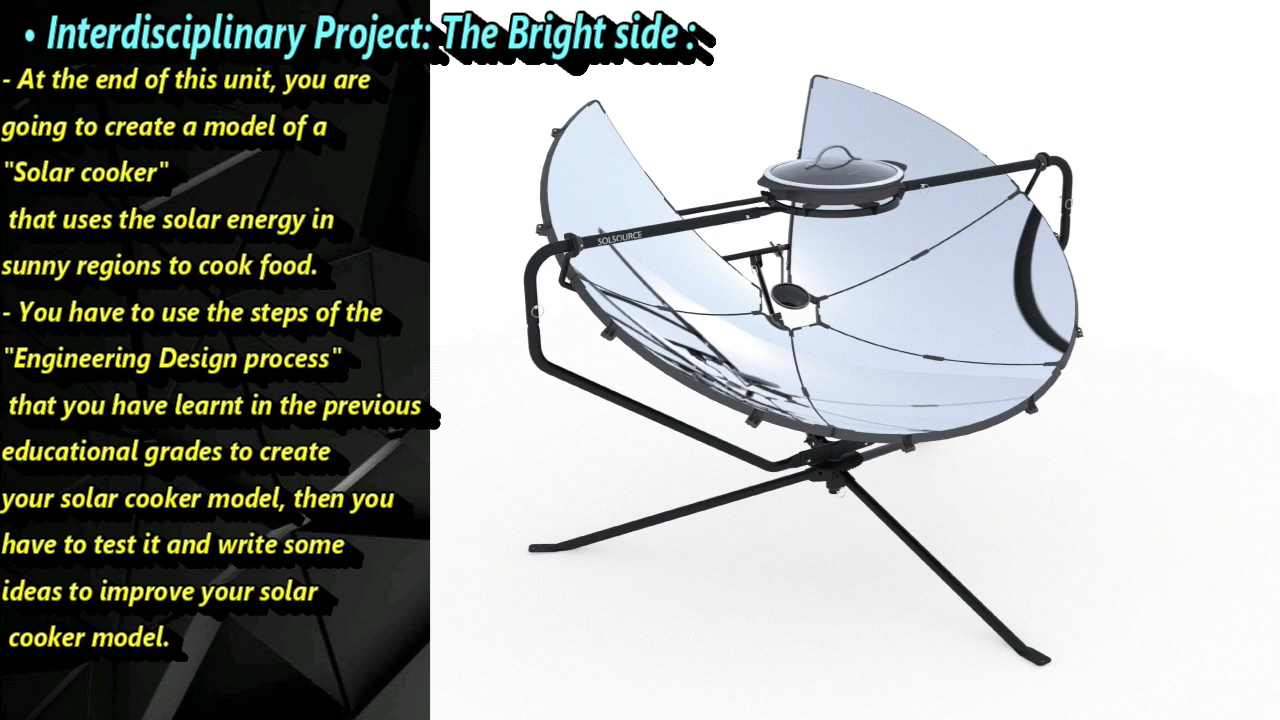 • Interdisciplinary Project: The Bright side :
- At the end of this unit, you are
going to create a model of a
"Solar cooker"
that uses the solar energy in
sunny regions to cook food.
- You have to use the steps of the
"Engineering Design process"
that you have learnt in the previous
educational grades to create
your solar cooker model, then you
have to test it and write some
ideas to improve your solar
cooker model.
SOLSOURCE